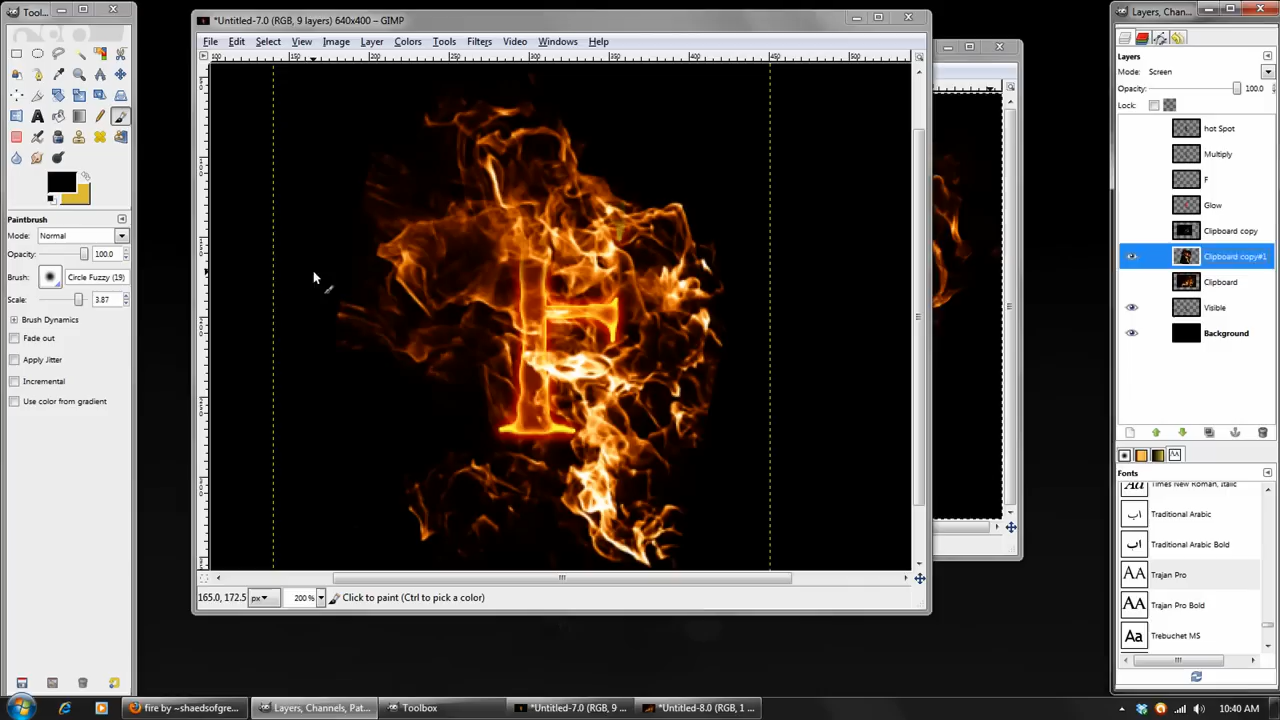 Tool...
*Untitled-7.0 (RGB, 9 layers) 640x400 – GIMP
Layers, Chan...
File Edit Select View Image Layer Colors Tools Filters Video Windows Help
Layers
Mode: Screen
Opacity: 100.0
Lock:
hot Spot
Multiply
F
Glow
Clipboard copy
Clipboard copy#1
Clipboard
Visible
Background
Paintbrush
Mode: Normal
Opacity: 100.0
Brush: Circle Fuzzy (19)
Scale: 3.87
Brush Dynamics
Fade out
Apply Jitter
Incremental
Use color from gradient
F
Fonts
Times New Roman, Italic
Traditional Arabic
Traditional Arabic Bold
Trajan Pro
Trajan Pro Bold
Trebuchet MS
165.0, 172.5 px 200% Click to paint (Ctrl to pick a color)
fire by ~shaedsofgre... Layers, Channels, Pat... Toolbox *Untitled-7.0 (RGB, 9 ... *Untitled-8.0 (RGB, 1 ... 10:40 AM